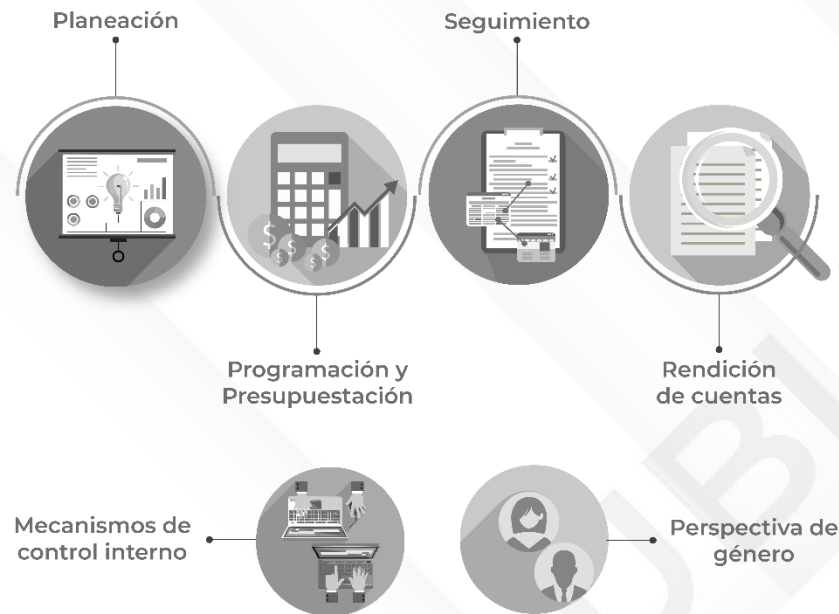 Planeación
Seguimiento
Programación y
Presupuestación
Rendición
de cuentas
Mecanismos de
control interno
Perspectiva de
género